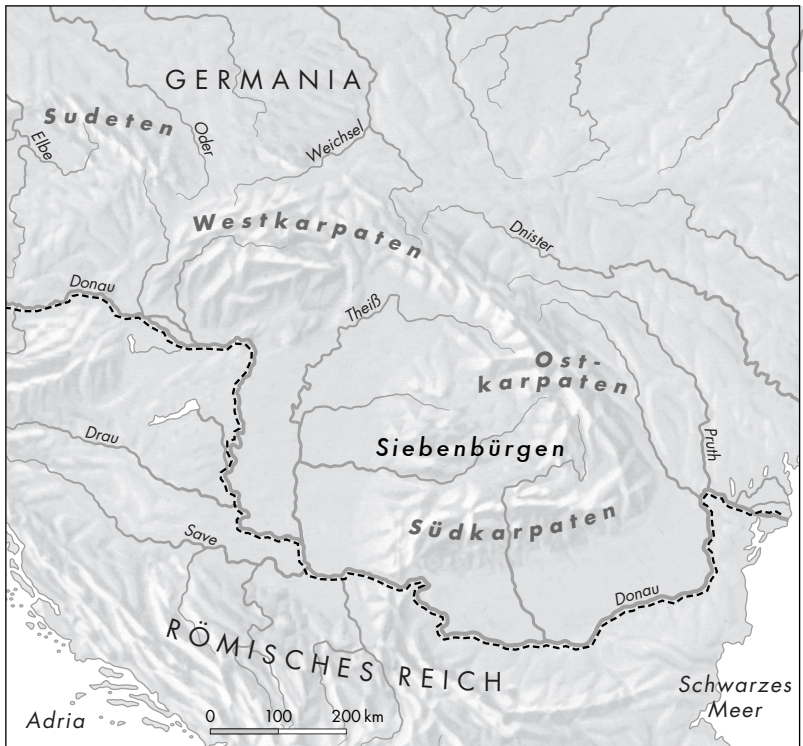 GERMANIA
Sudeten
Elbe
Oder
Weichsel
Westkarpaten
Dnister
Donau
Theiß
Ost-
karpaten
Drau
Siebenbürgen
Pruth
Südkarpaten
Save
Donau
RÖMISCHES REICH
Schwarzes
Meer
Adria
0 100 200 km